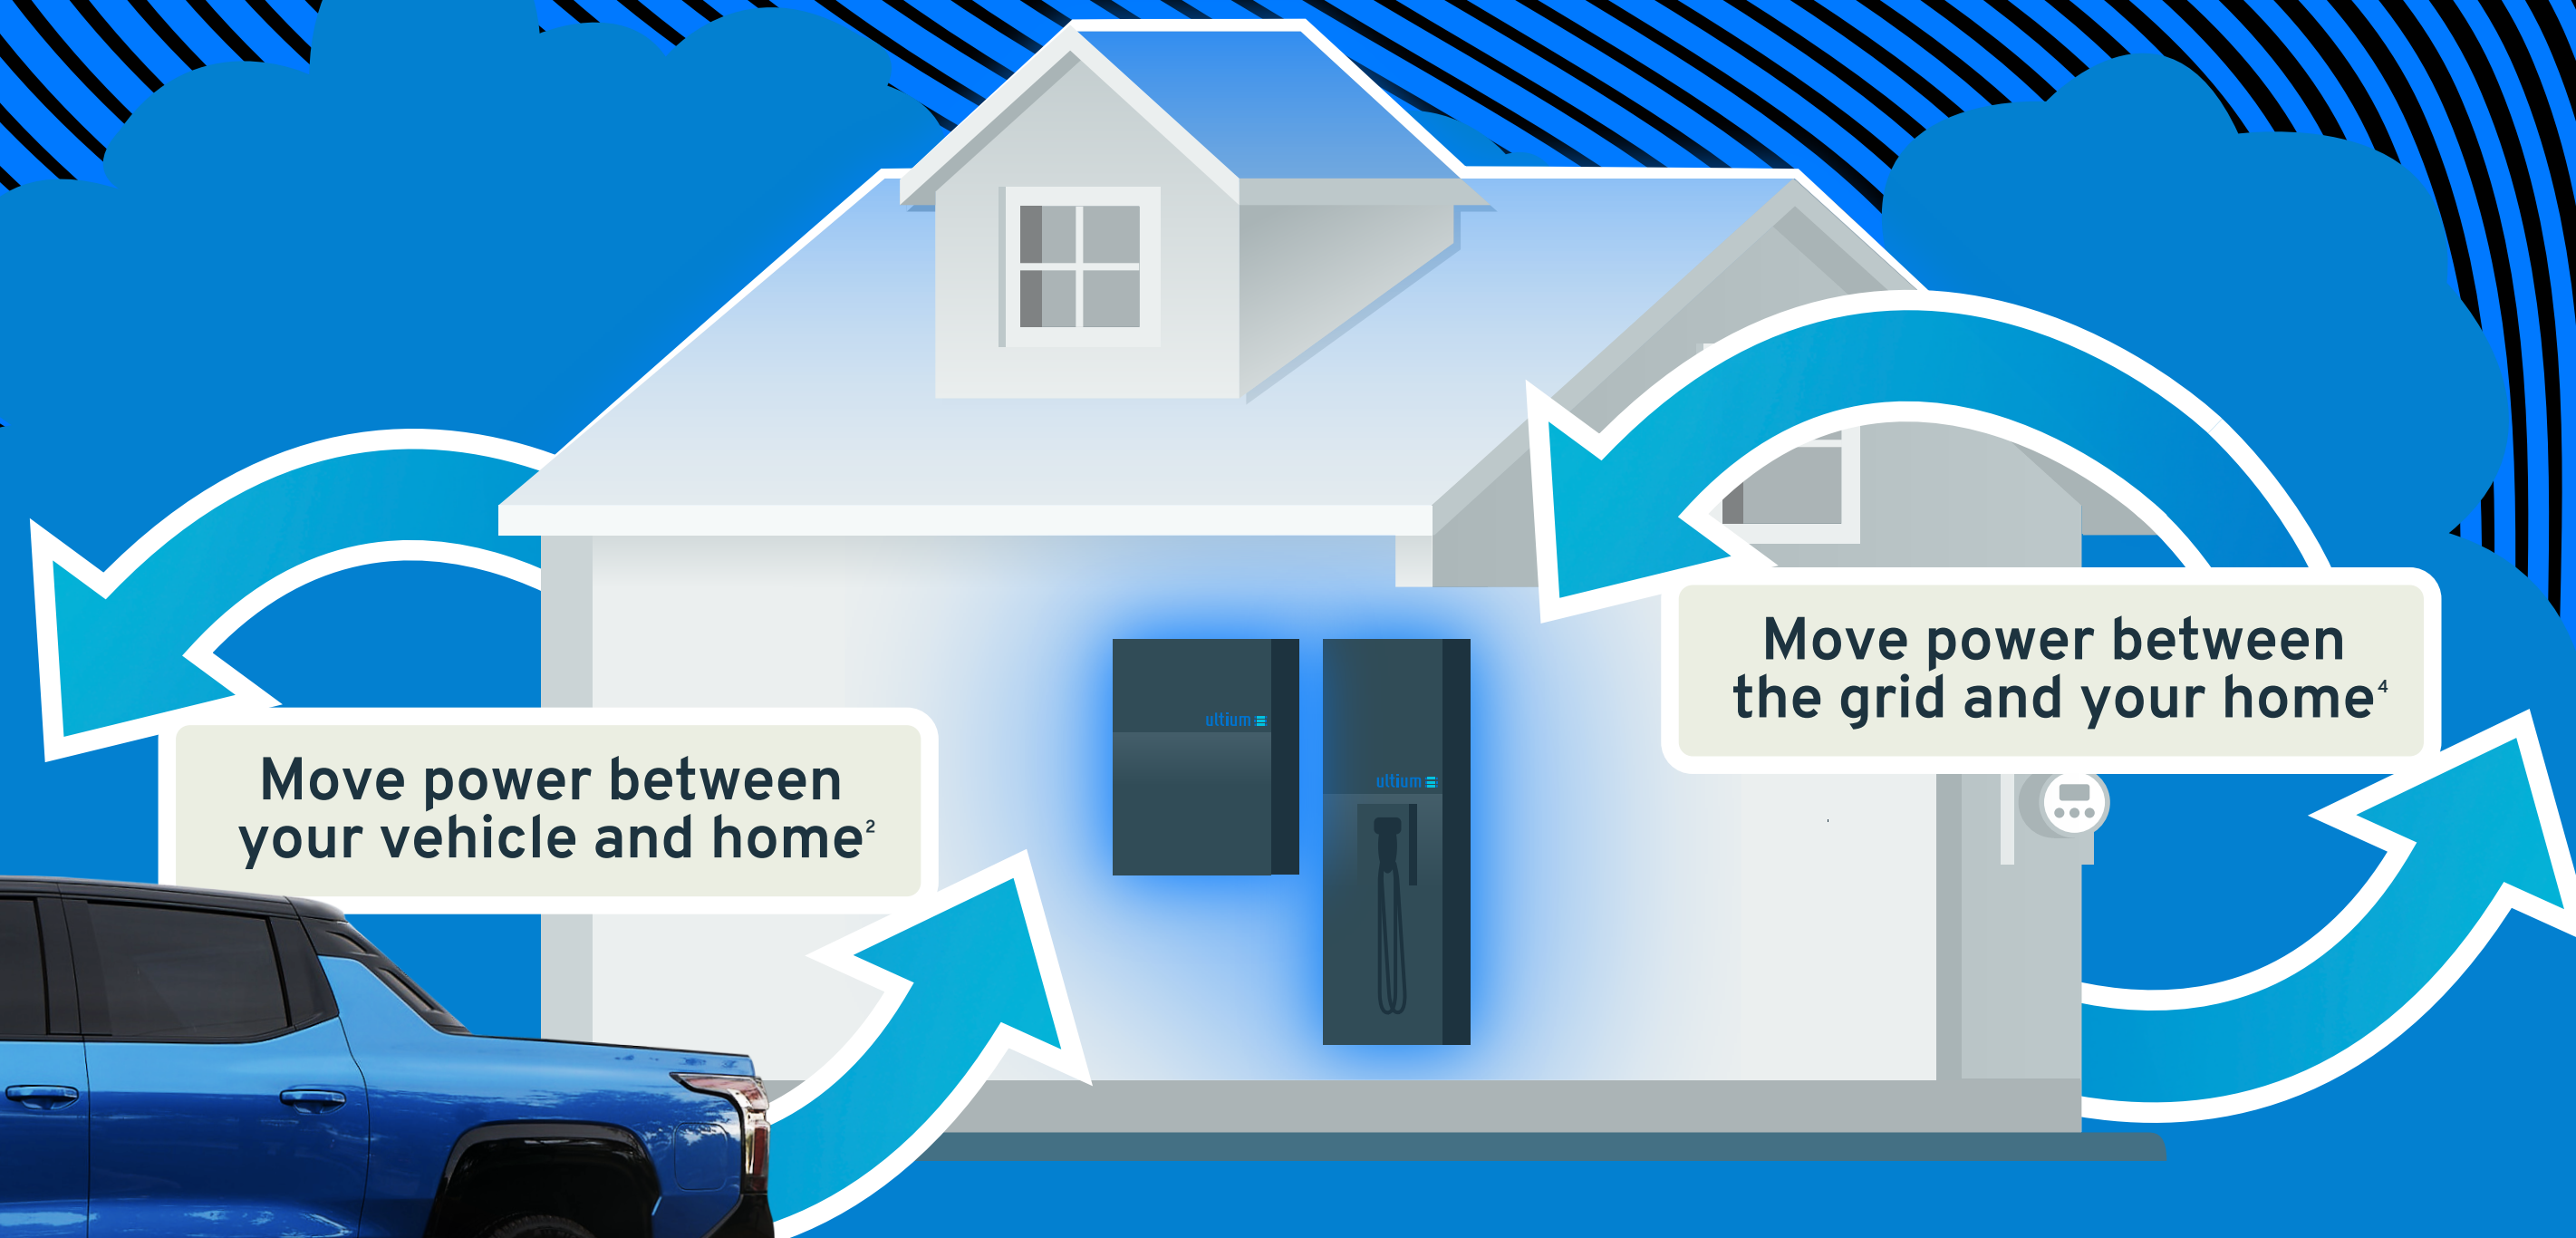 Move power between
the grid and your home⁴
ultium
ultium
Move power between
your vehicle and home²